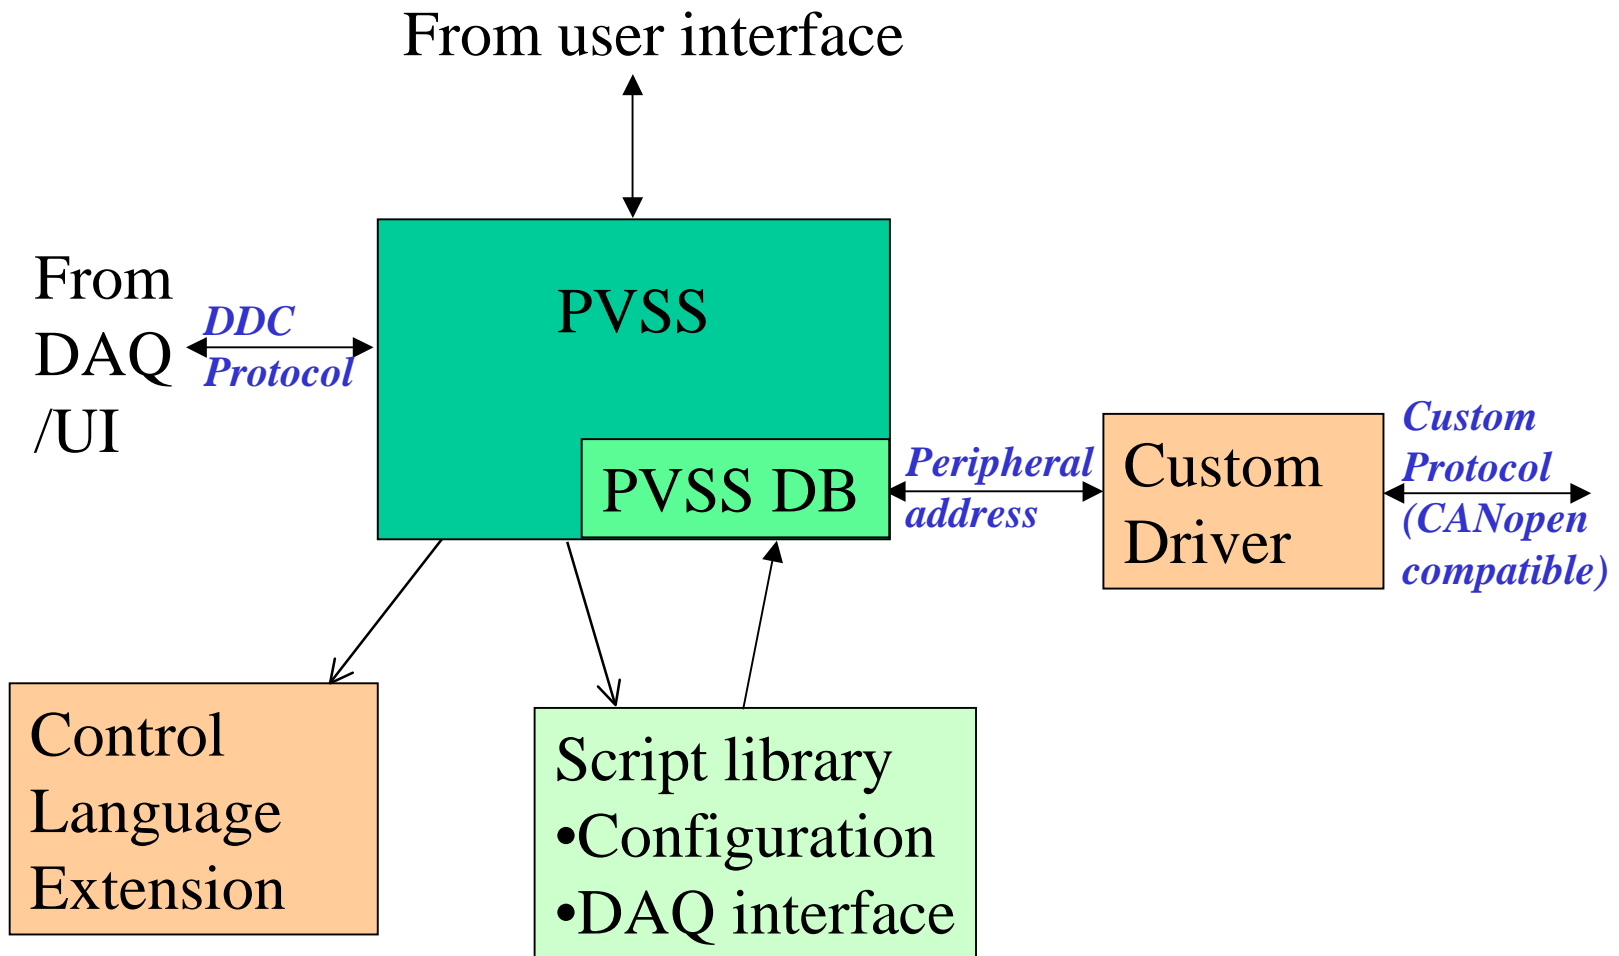 From user interface
From
DAQ
/UI
DDC
Protocol
PVSS
PVSS DB
Peripheral
address
Custom
Driver
Custom
Protocol
(CANopen
compatible)
Control
Language
Extension
Script library
•Configuration
•DAQ interface